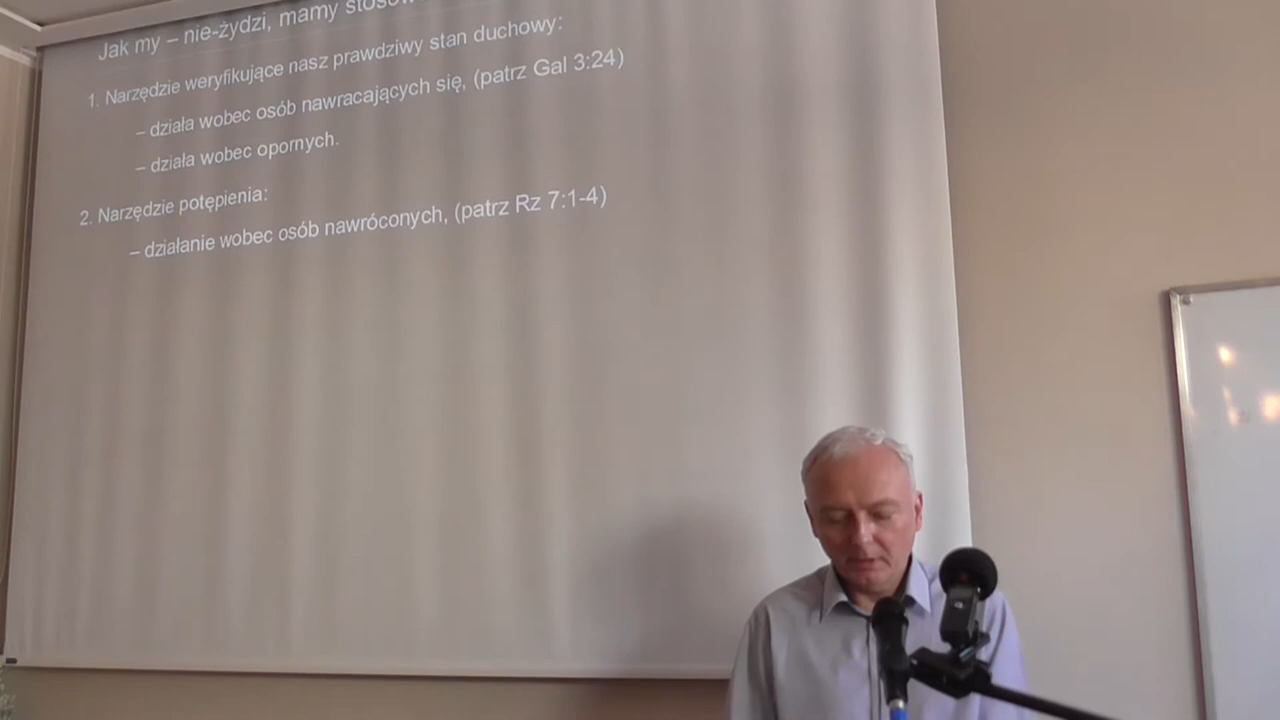 Jak my – nie-żydzi, mamy
1. Narzędzie weryfikujące nasz prawdziwy stan duchowy:
– działa wobec osób nawracających się, (patrz Gal 3:24)
– działa wobec opornych.
2. Narzędzie potępienia:
– działanie wobec osób nawróconych, (patrz Rz 7:1-4)